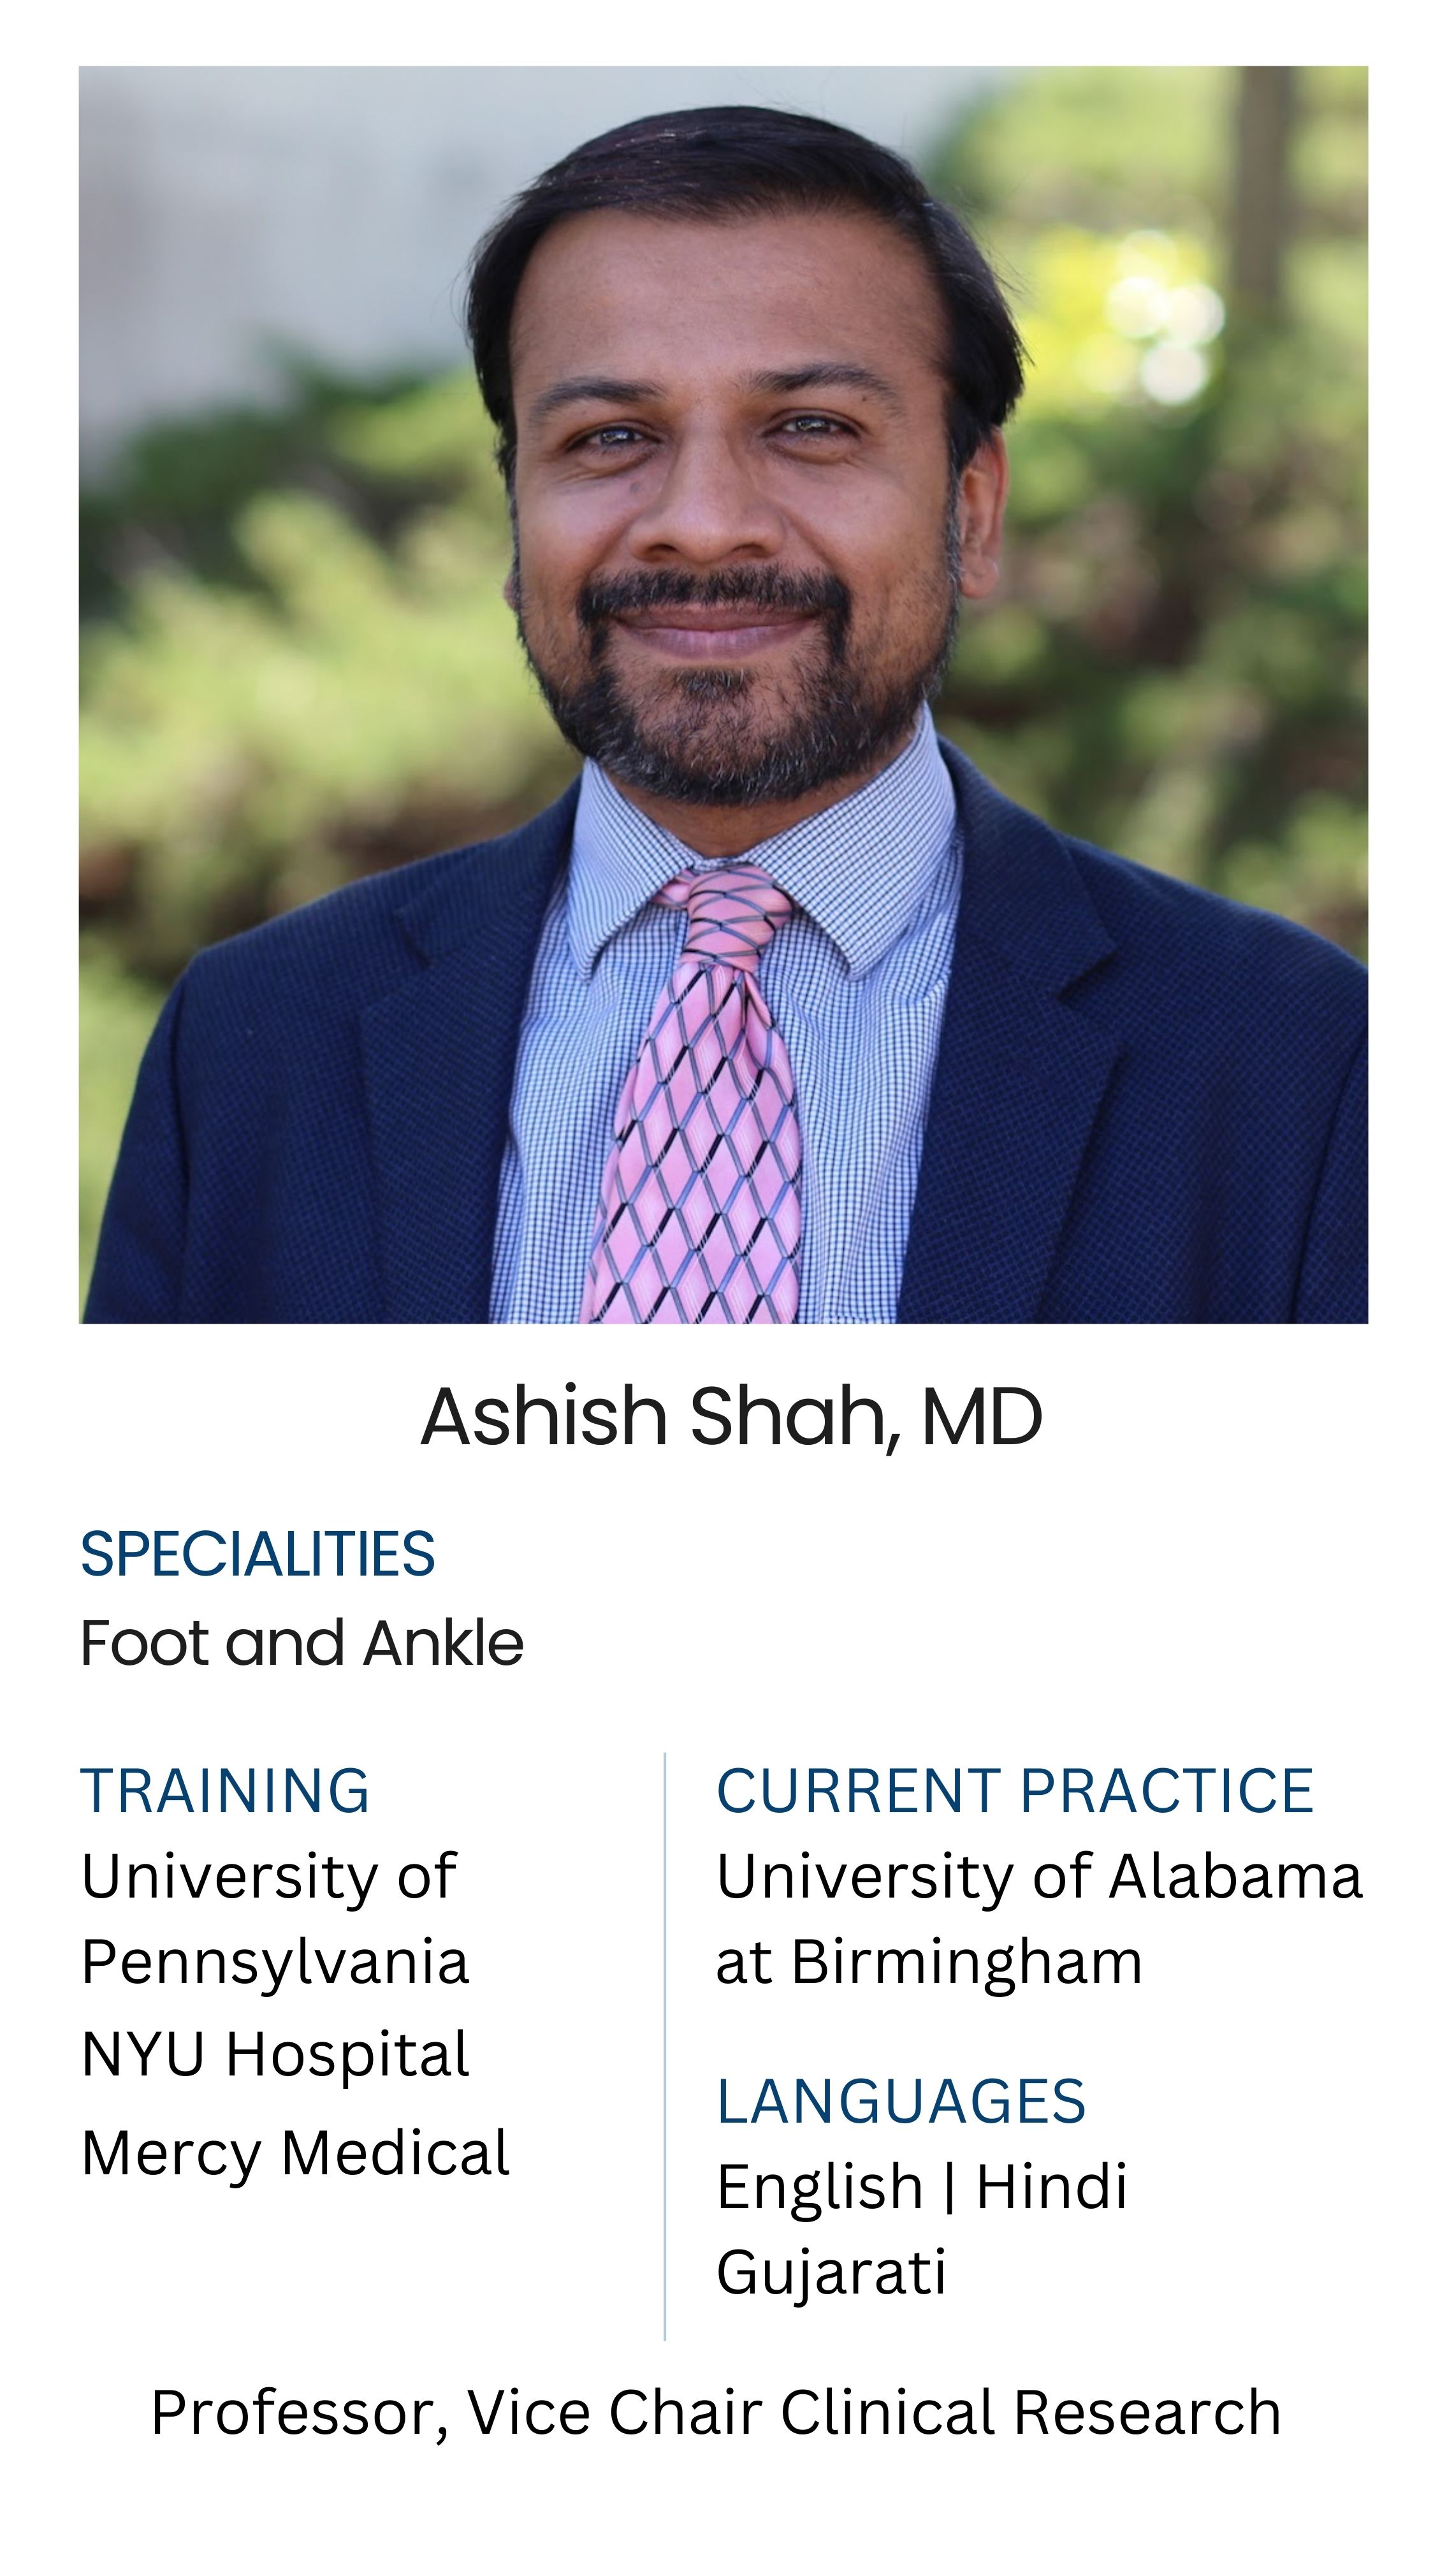 Ashish Shah, MD
SPECIALITIES
Foot and Ankle
TRAINING
University of
Pennsylvania
NYU Hospital
Mercy Medical
CURRENT PRACTICE
University of Alabama
at Birmingham
LANGUAGES
English | Hindi
Gujarati
Professor, Vice Chair Clinical Research